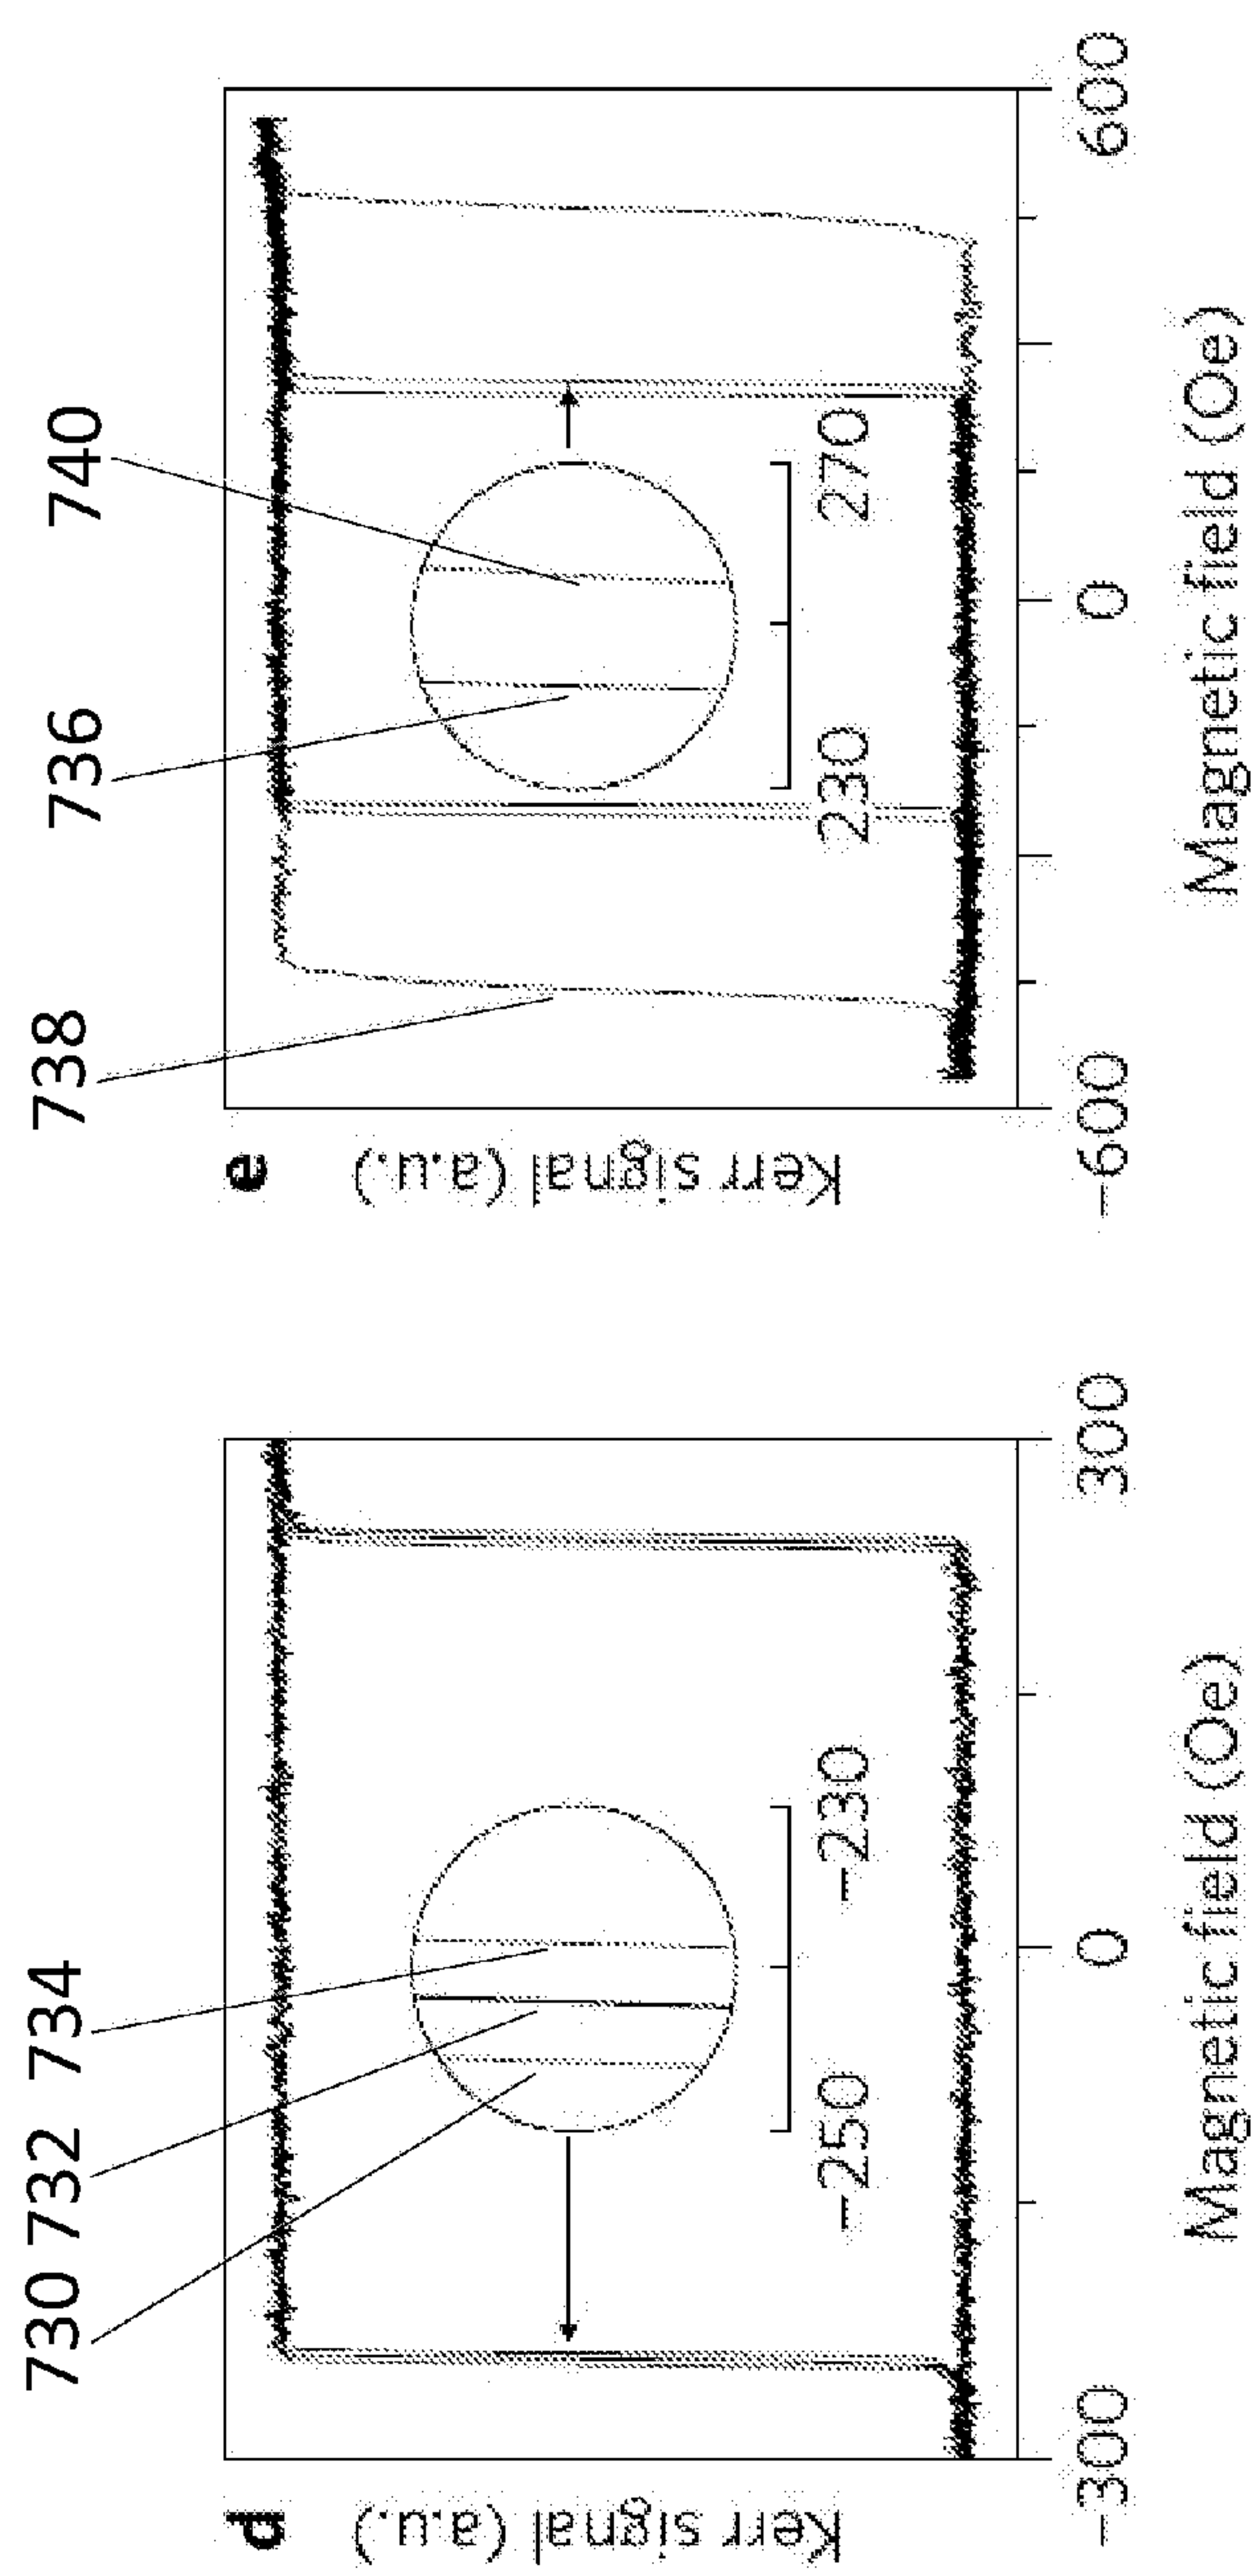 d
730 732 734
Kerr signal (a.u.)
−250 −230
−300 0 300
Magnetic field (Oe)
e
738 736 740
Kerr signal (a.u.)
230 270
−600 0 600
Magnetic field (Oe)